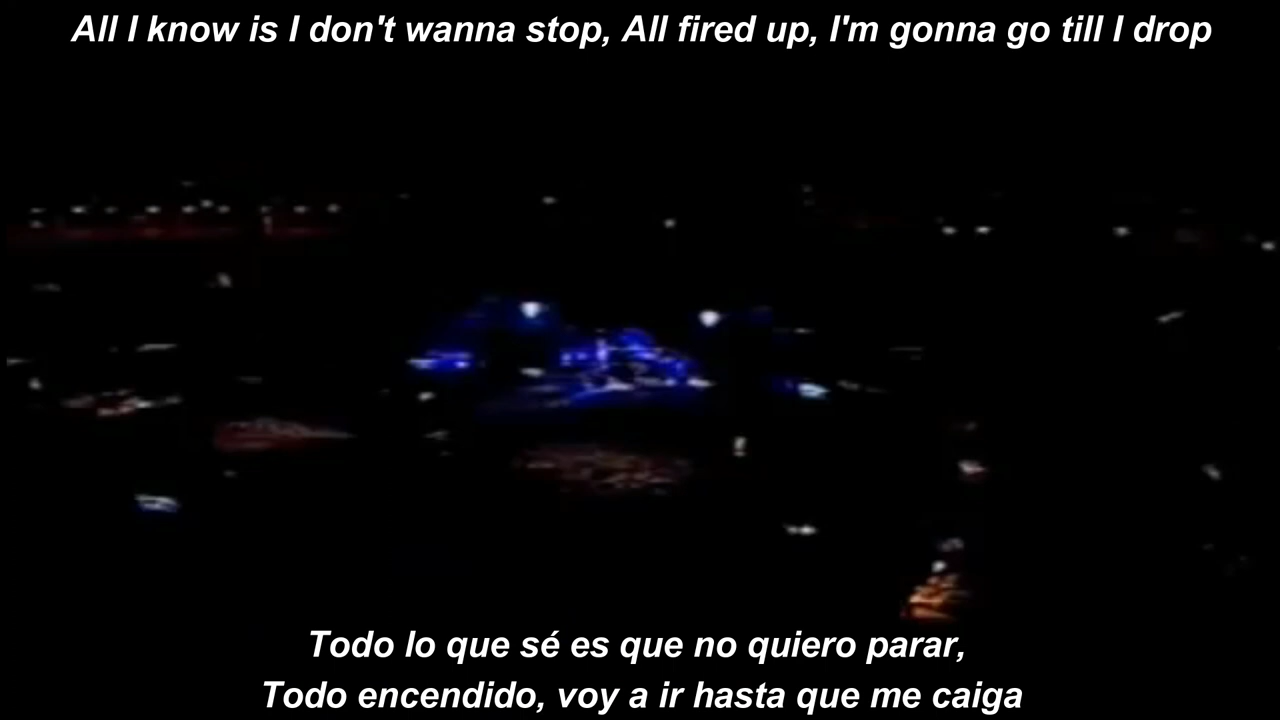 All I know is I don't wanna stop, All fired up, I'm gonna go till I drop
Todo lo que sé es que no quiero parar,
Todo encendido, voy a ir hasta que me caiga